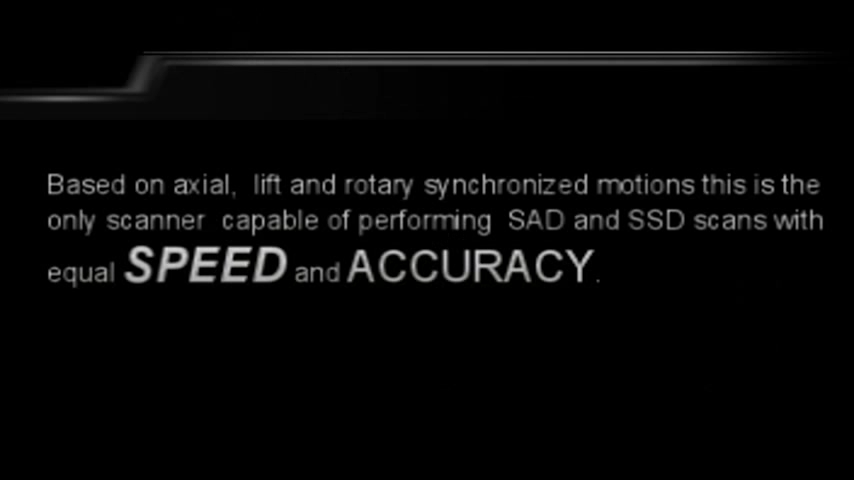 Based on axial,  lift and rotary synchronized motions this is the
only scanner  capable of performing  SAD and SSD scans with
equal SPEED and ACCURACY.